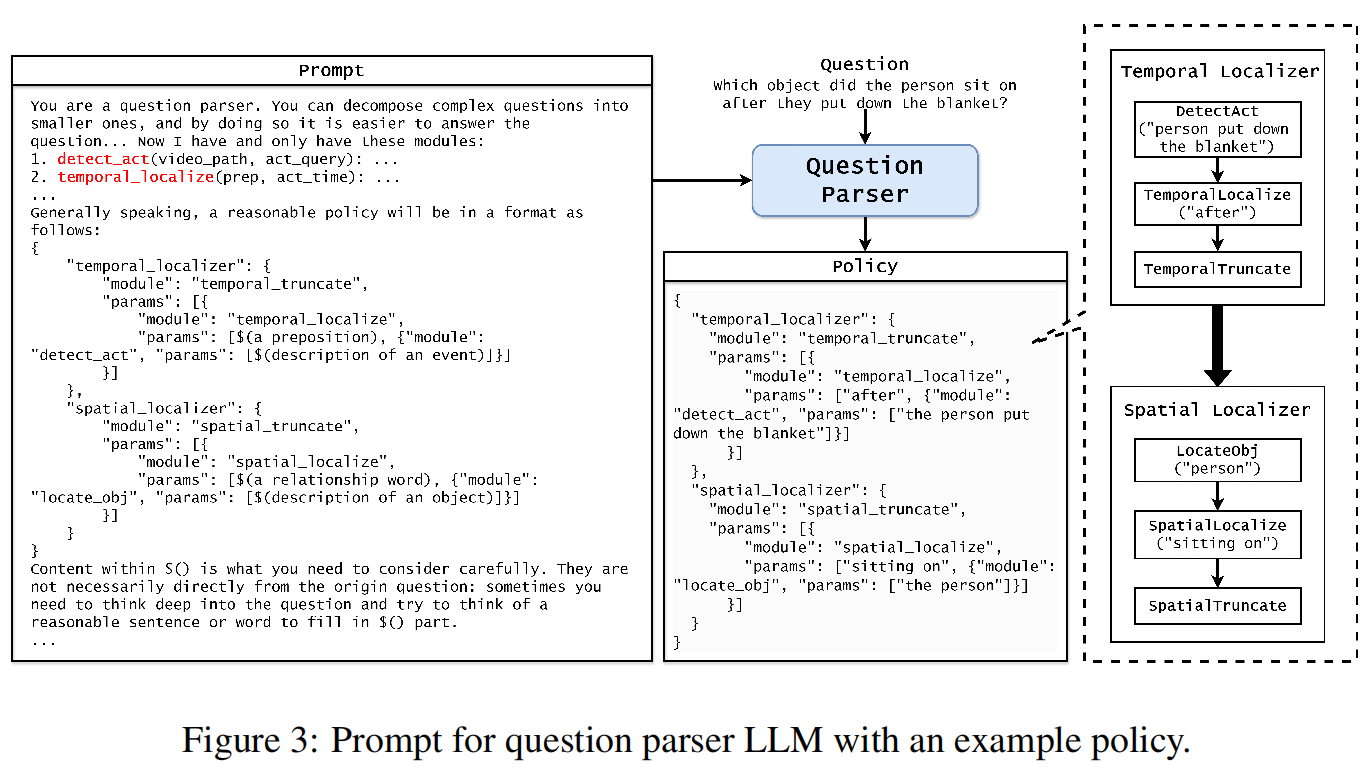 Prompt
You are a question parser. You can decompose complex questions into
smaller ones, and by doing so it is easier to answer the
question... Now I have and only have these modules:
1. detect_act(video_path, act_query): ...
2. temporal_localize(prep, act_time): ...
...
Generally speaking, a reasonable policy will be in a format as
follows:
{
"temporal_localizer": {
"module": "temporal_truncate",
"params": [{
"module": "temporal_localize",
"params": [$(a preposition), {"module":
"detect_act", "params": [$(description of an event)]}]
}]
},
"spatial_localizer": {
"module": "spatial_truncate",
"params": [{
"module": "spatial_localize",
"params": [$(a relationship word), {"module":
"locate_obj", "params": [$(description of an object)]}]
}]
}
}
Content within $() is what you need to consider carefully. They are
not necessarily directly from the origin question: sometimes you
need to think deep into the question and try to think of a
reasonable sentence or word to fill in $() part.
...
Question
Which object did the person sit on
after they put down the blanket?
Question
Parser
Policy
{
"temporal_localizer": {
"module": "temporal_truncate",
"params": [{
"module": "temporal_localize",
"params": ["after", {"module":
"detect_act", "params": ["the person put
down the blanket"]}]
}]
},
"spatial_localizer": {
"module": "spatial_truncate",
"params": [{
"module": "spatial_localize",
"params": ["sitting on", {"module":
"locate_obj", "params": ["the person"]}]
}]
}
}
Temporal Localizer
DetectAct
("person put down
the blanket")
TemporalLocalize
("after")
TemporalTruncate
Spatial Localizer
LocateObj
("person")
SpatialLocalize
("sitting on")
SpatialTruncate
Figure 3: Prompt for question parser LLM with an example policy.